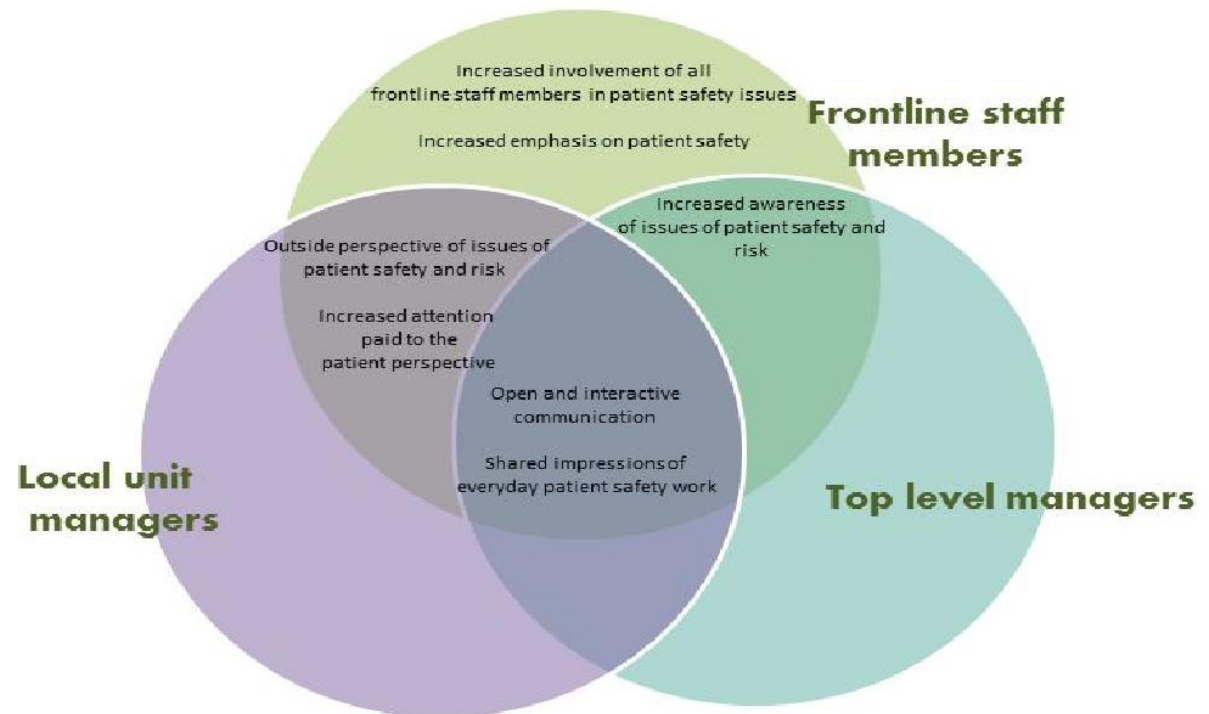 Increased involvement of all
frontline staff members in patient safety issues
Increased emphasis on patient safety
Frontline staff
members
Increased awareness
of issues of patient safety and
risk
Outside perspective of issues of
patient safety and risk
Increased attention
paid to the
patient perspective
Open and interactive
communication
Shared impressions of
everyday patient safety work
Local unit
managers
Top level managers